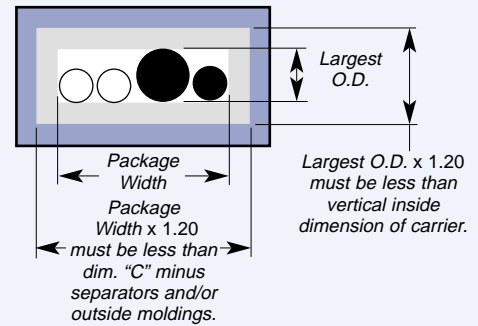 Largest
O.D.
Package
Width
Package
Width x 1.20
must be less than
dim. “C” minus
separators and/or
outside moldings.
Largest O.D. x 1.20
must be less than
vertical inside
dimension of carrier.